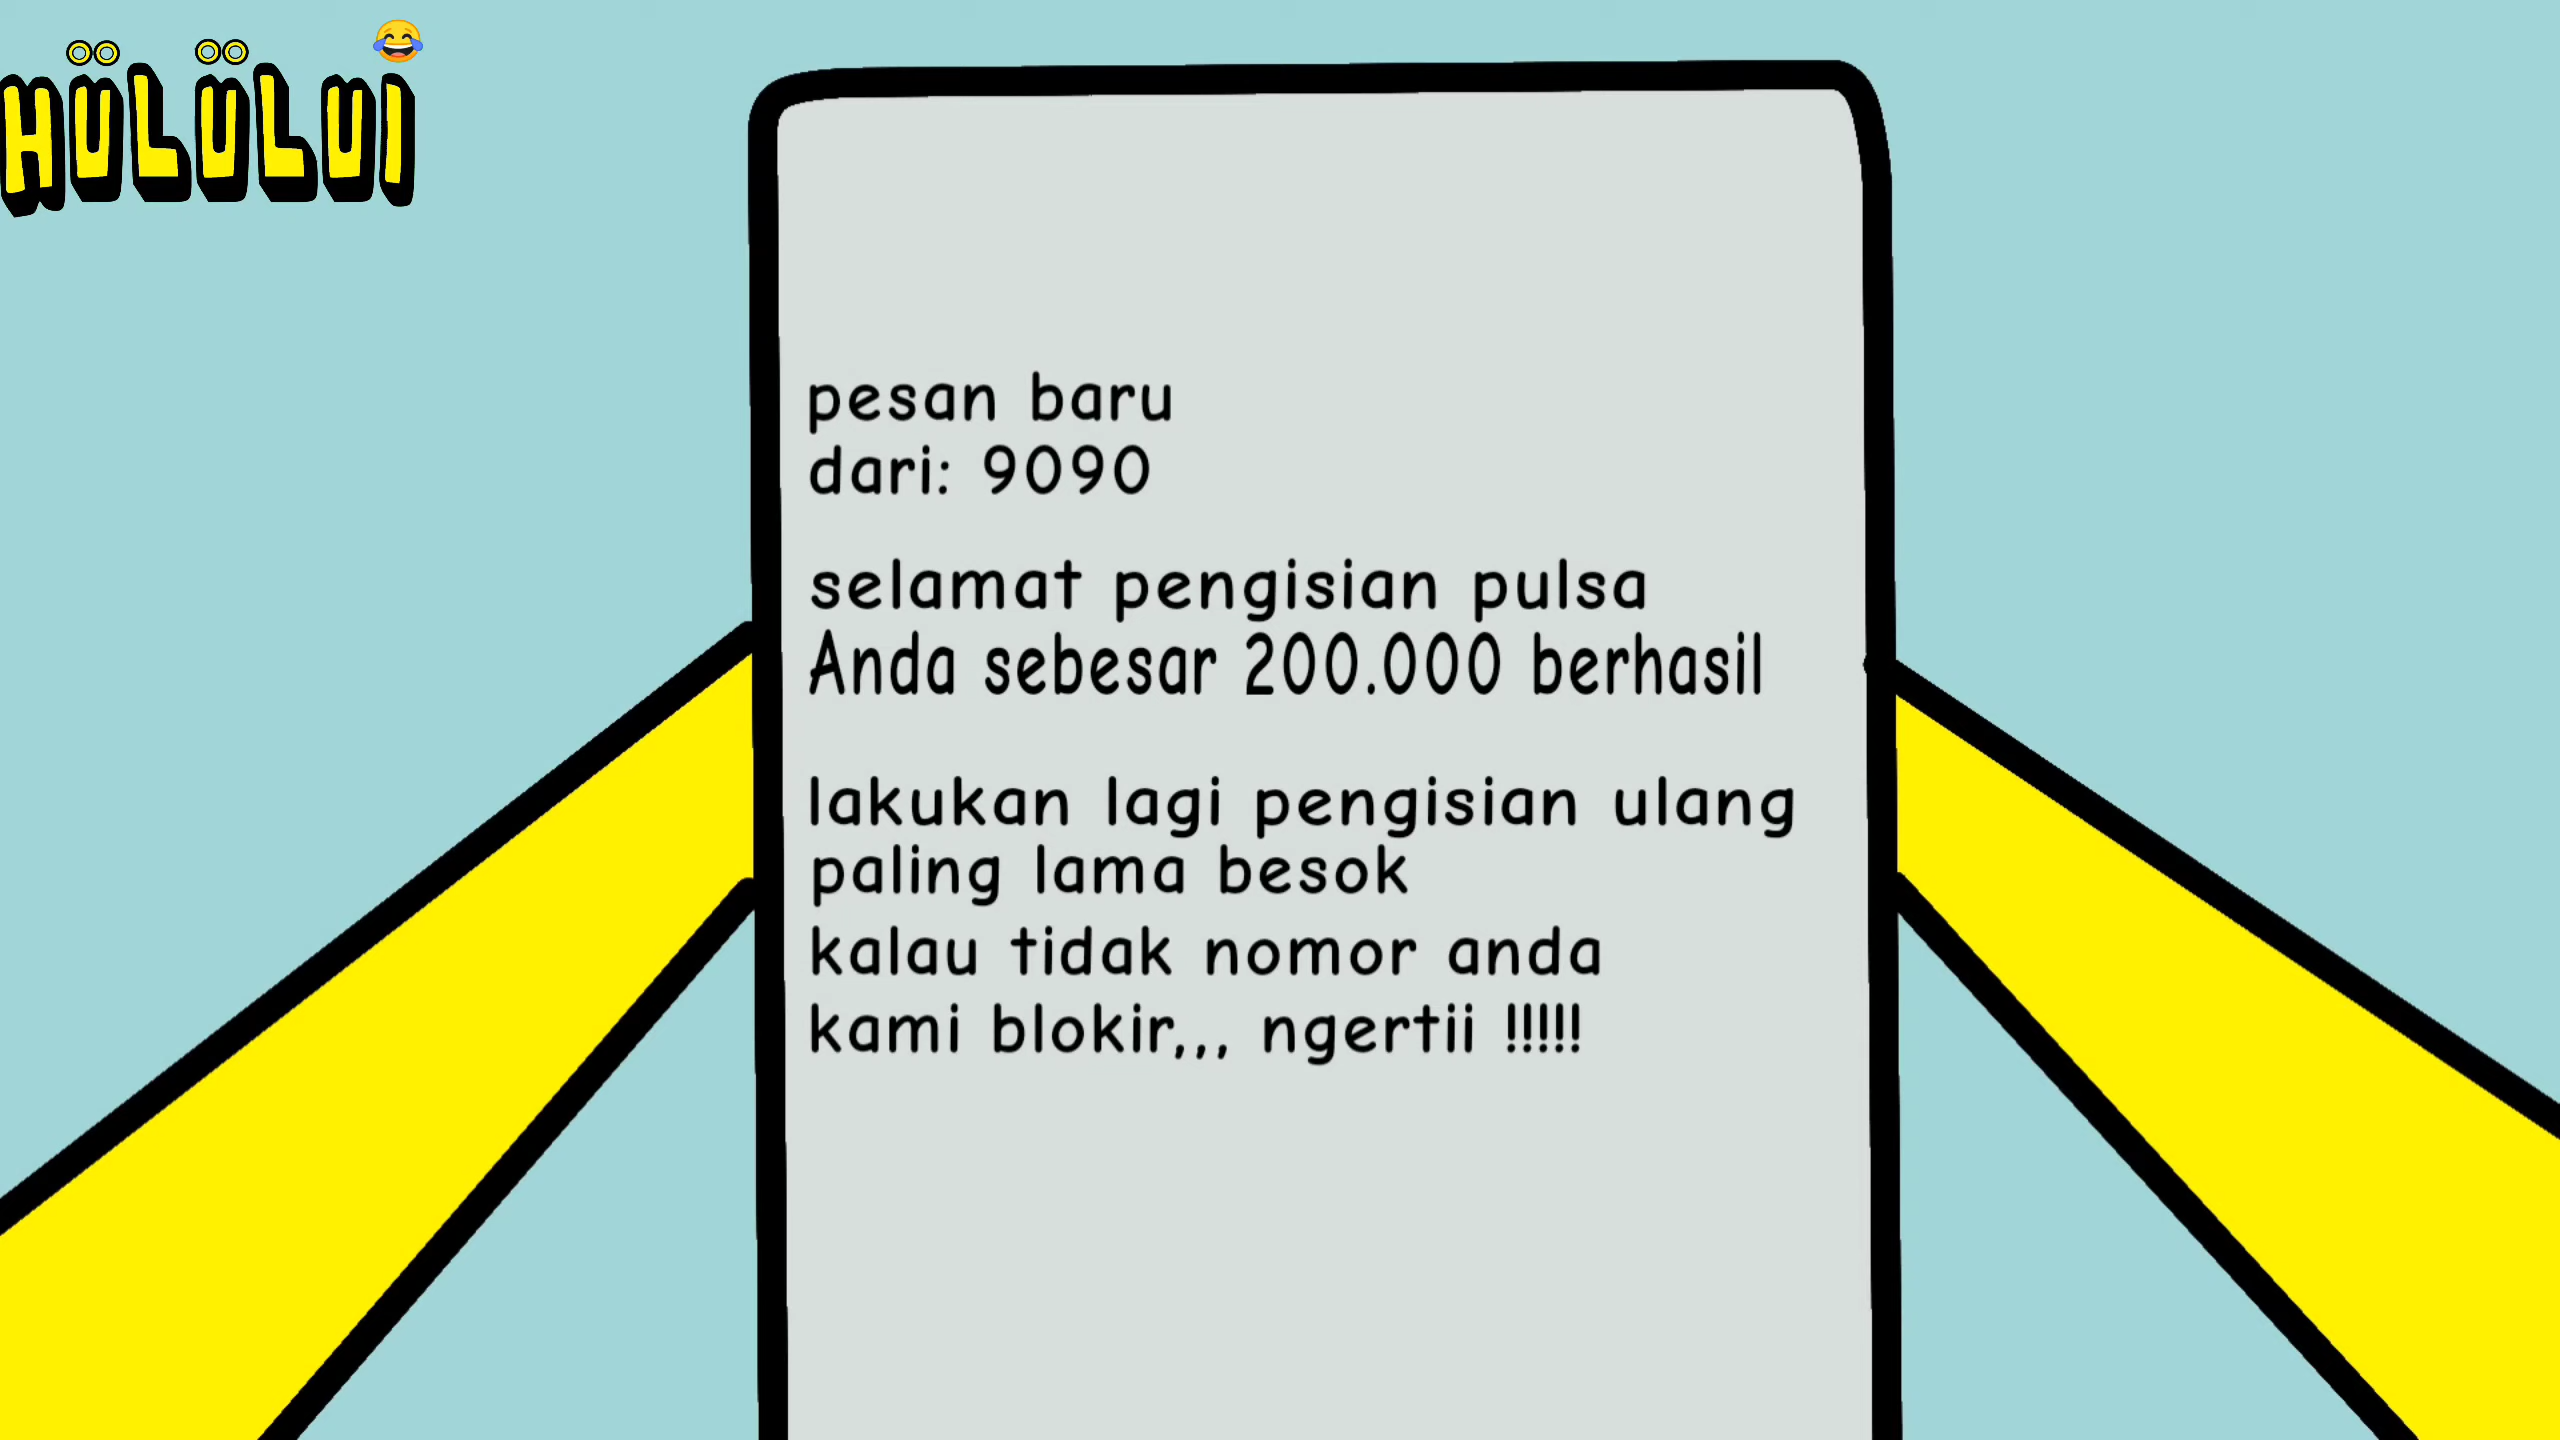 HÜLÜLUI
pesan baru
dari: 9090
selamat pengisian pulsa
Anda sebesar 200.000 berhasil
lakukan lagi pengisian ulang
paling lama besok
kalau tidak nomor anda
kami blokir,,, ngertii !!!!!